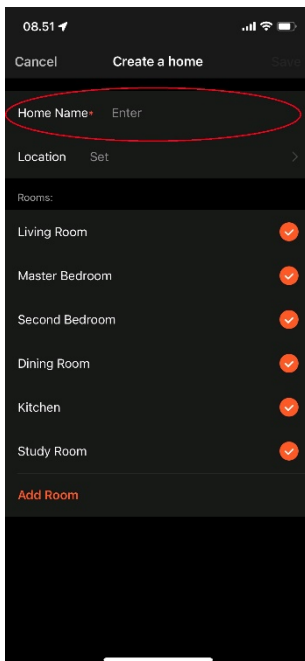 08.51
Cancel Create a home Save
Home Name* Enter
Location Set
Rooms:
Living Room
Master Bedroom
Second Bedroom
Dining Room
Kitchen
Study Room
Add Room